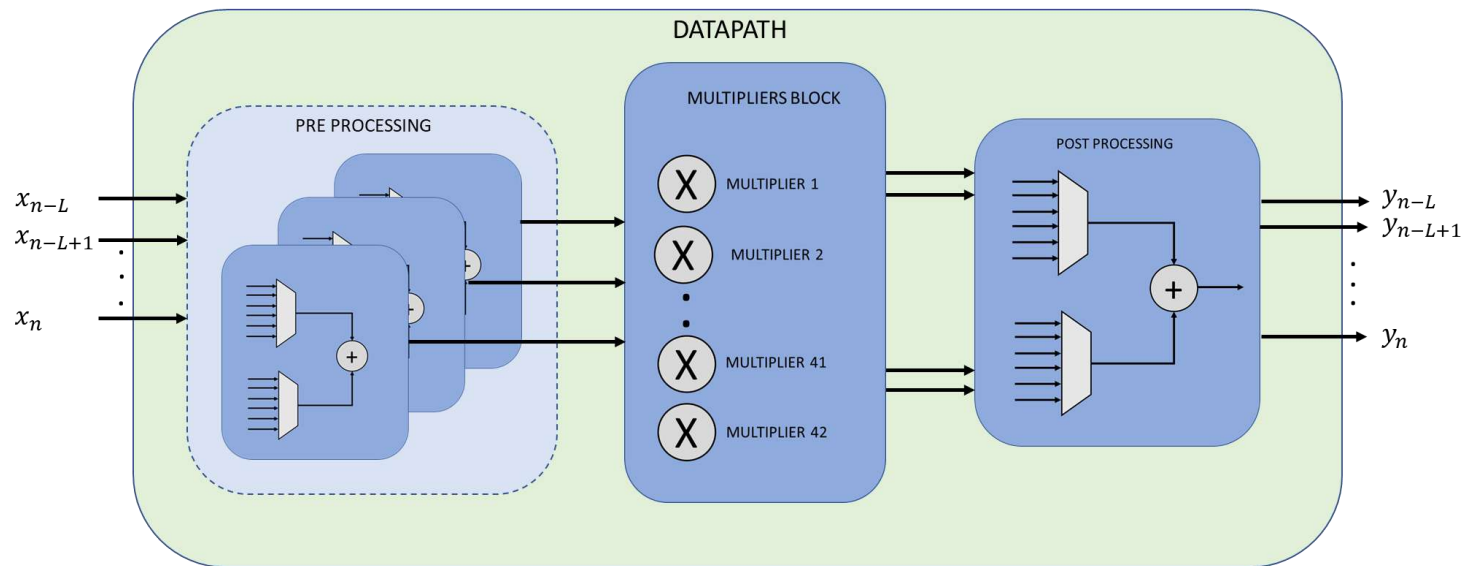 DATAPATH
PRE PROCESSING
MULTIPLIERS BLOCK
POST PROCESSING
x_{n-L}
x_{n-L+1}
x_n
+
+
+
X MULTIPLIER 1
X MULTIPLIER 2
X MULTIPLIER 41
X MULTIPLIER 42
+
y_{n-L}
y_{n-L+1}
y_n